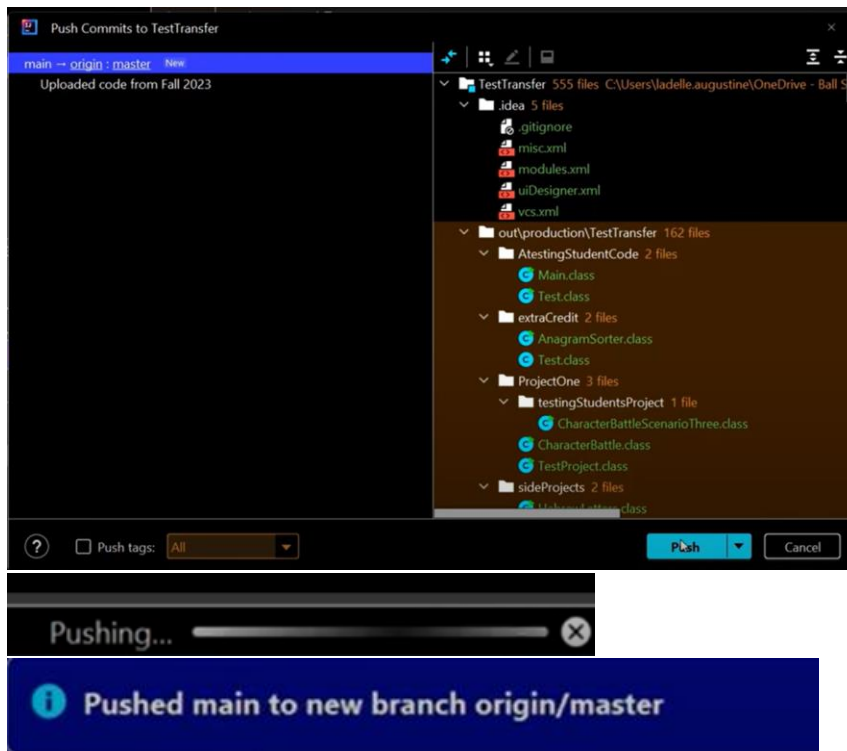 Push Commits to TestTransfer
main → origin : master New
Uploaded code from Fall 2023
TestTransfer 555 files C:\Users\ladelle.augustine\OneDrive - Ball S
.idea 5 files
.gitignore
misc.xml
modules.xml
uiDesigner.xml
vcs.xml
out\production\TestTransfer 162 files
AtestingStudentCode 2 files
Main.class
Test.class
extraCredit 2 files
AnagramSorter.class
Test.class
ProjectOne 3 files
testingStudentsProject 1 file
CharacterBattleScenarioThree.class
CharacterBattle.class
TestProject.class
sideProjects 2 files
? Push tags: All
Push Cancel
Pushing...
Pushed main to new branch origin/master